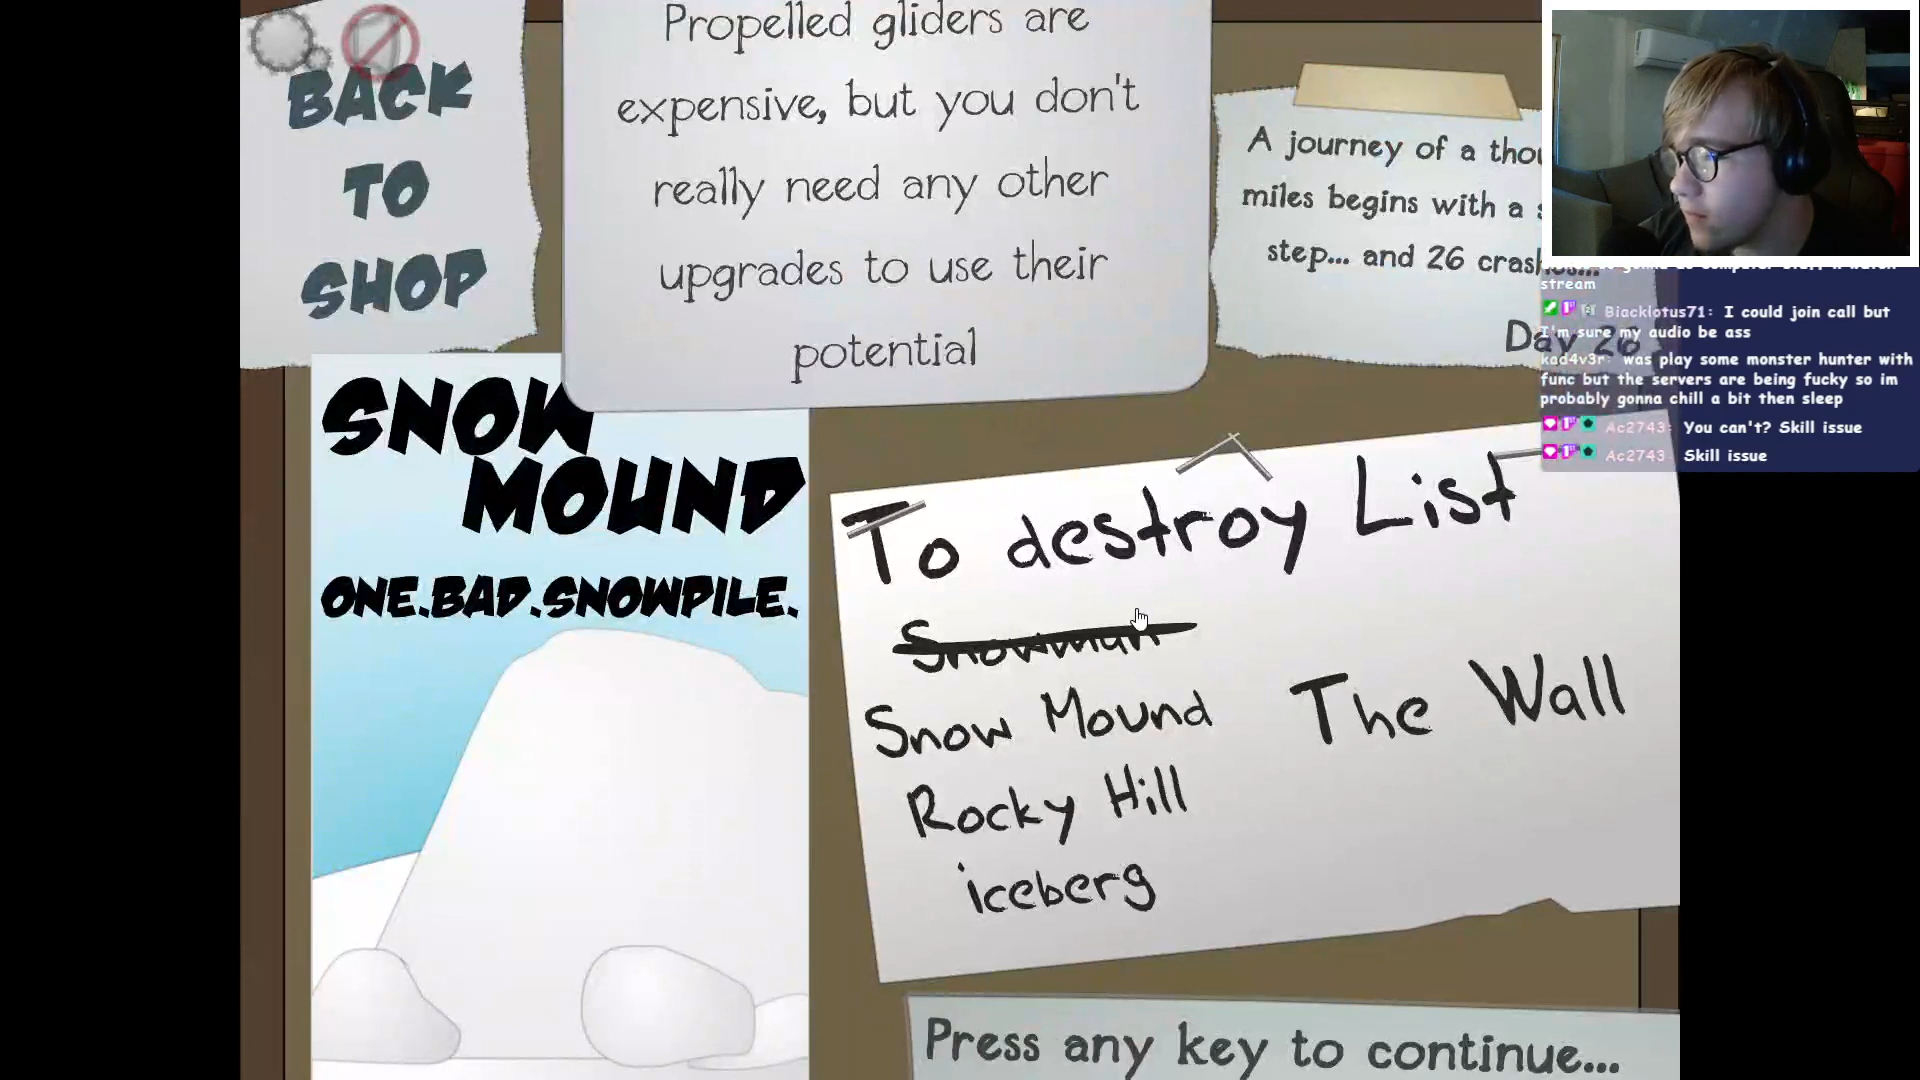 BACK
TO
SHOP
Propelled gliders are
expensive, but you don't
really need any other
upgrades to use their
potential
A journey of a
miles begins with a
step... and 26
Day 26
stream
Biacklotus71: I could join call but
I'm sure my audio be ass
kad4v3r: was play some monster hunter with
func but the servers are being fucky so im
probably gonna chill a bit then sleep
Ac2743: You can't? Skill issue
Ac2743: Skill issue
SNOW
MOUND
ONE.BAD.SNOWPILE.
To destroy List
Snowman
Snow Mound
The Wall
Rocky Hill
iceberg
Press any key to continue...